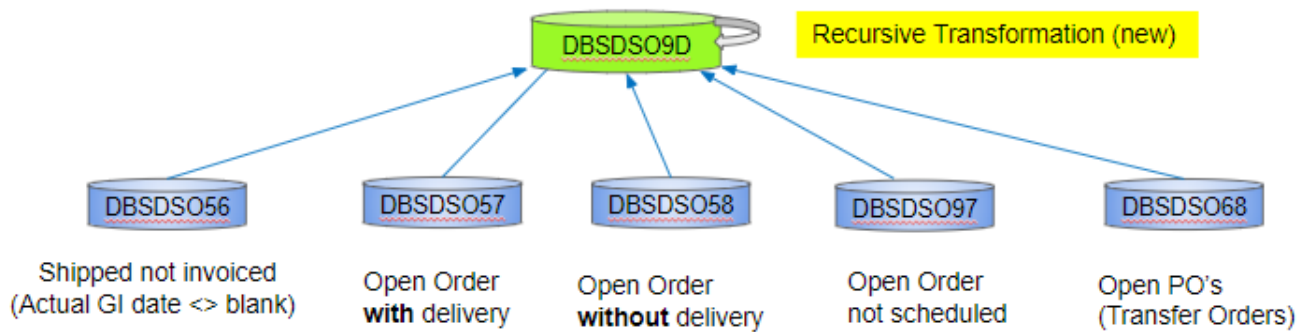 DBSDSO9D
Recursive Transformation (new)
DBSDSO56
DBSDSO57
DBSDSO58
DBSDSO97
DBSDSO68
Shipped not invoiced
(Actual GI date <> blank)
Open Order
with delivery
Open Order
without delivery
Open Order
not scheduled
Open PO's
(Transfer Orders)